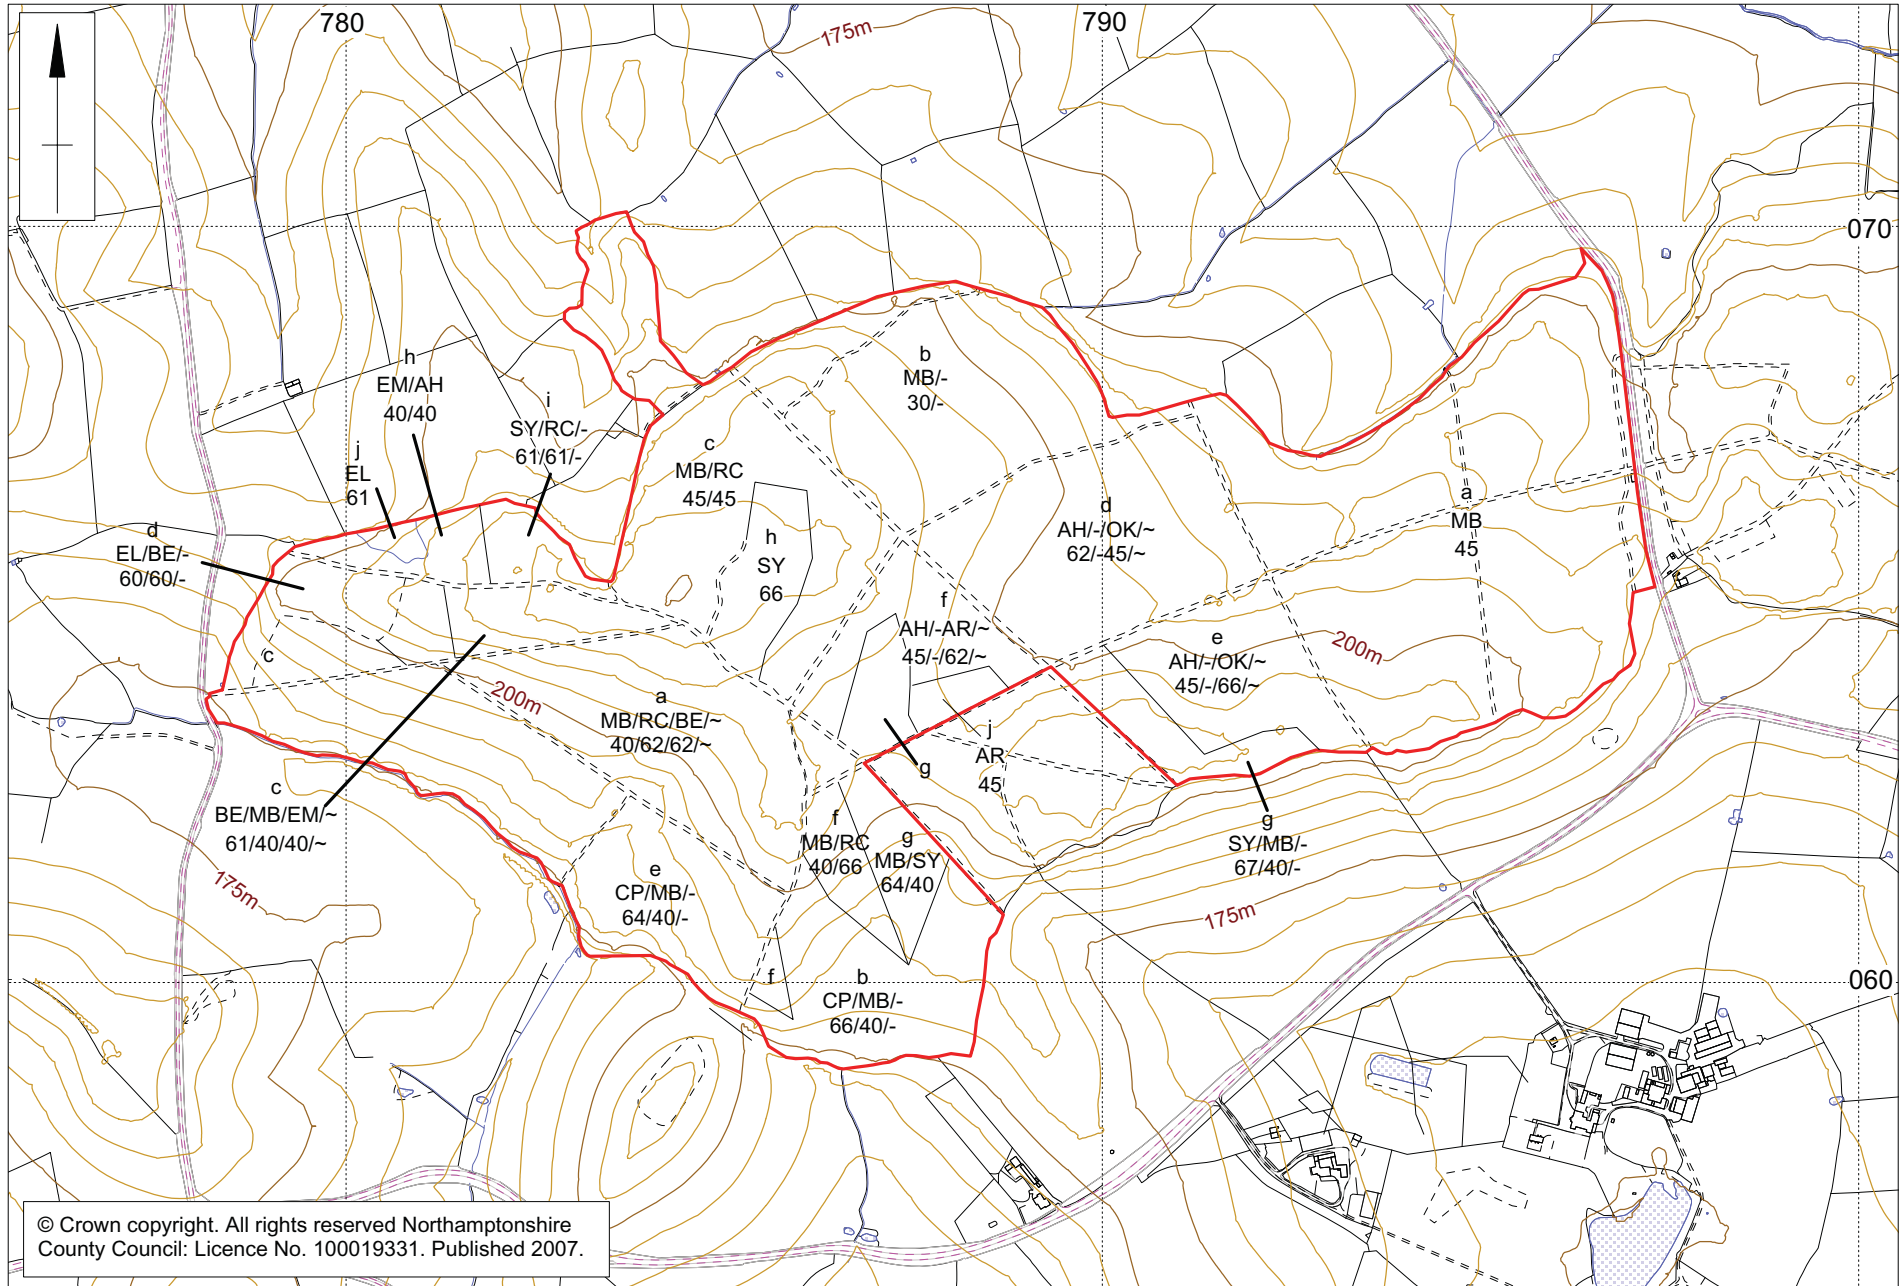 780
790
175m
070
h
EM/AH
40/40
i
SY/RC/-
61/61/-
j
EL
61
d
EL/BE/-
60/60/-
b
MB/-
30/-
c
MB/RC
45/45
h
SY
66
d
AH/-/OK/~
62/-45/~
a
MB
45
f
AH/-AR/~
45/-/62/~
e
AH/-/OK/~
45/-/66/~
200m
c
200m
a
MB/RC/BE/~
40/62/62/~
j
AR
45
g
c
BE/MB/EM/~
61/40/40/~
f
MB/RC
40/66
g
MB/SY
64/40
g
SY/MB/-
67/40/-
175m
e
CP/MB/-
64/40/-
175m
f
b
CP/MB/-
66/40/-
060
© Crown copyright. All rights reserved Northamptonshire
County Council: Licence No. 100019331. Published 2007.